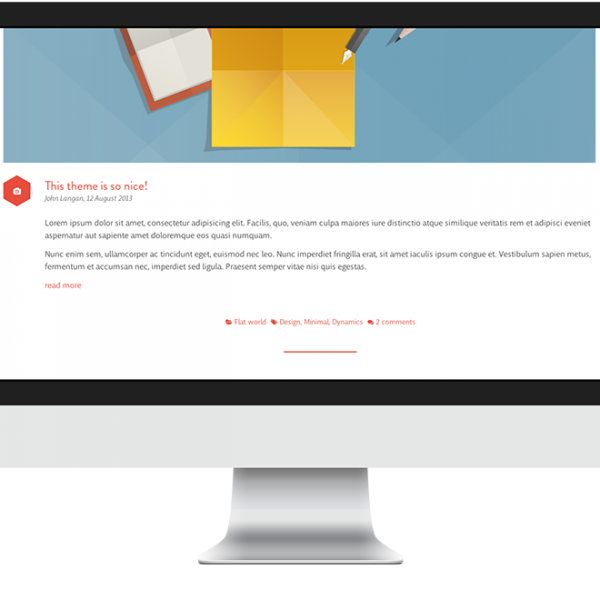 This theme is so nice!
John Longan, 12 August 2013
Lorem ipsum dolor sit amet, consectetur adipisicing elit. Facilis, quo, veniam culpa maiores iure distinctio atque similique veritatis rem et adipisci eveniet
aspernatur aut sapiente amet doloremque eos quasi numquam.
Nunc enim sem, ullamcorper ac tincidunt eget, euismod nec leo. Nunc imperdiet fringilla erat, sit amet iaculis ipsum congue et. Vestibulum sapien metus,
fermentum et accumsan nec, imperdiet sed ligula. Praesent semper vitae nisi quis egestas.
read more
Flat world Design, Minimal, Dynamics 2 comments